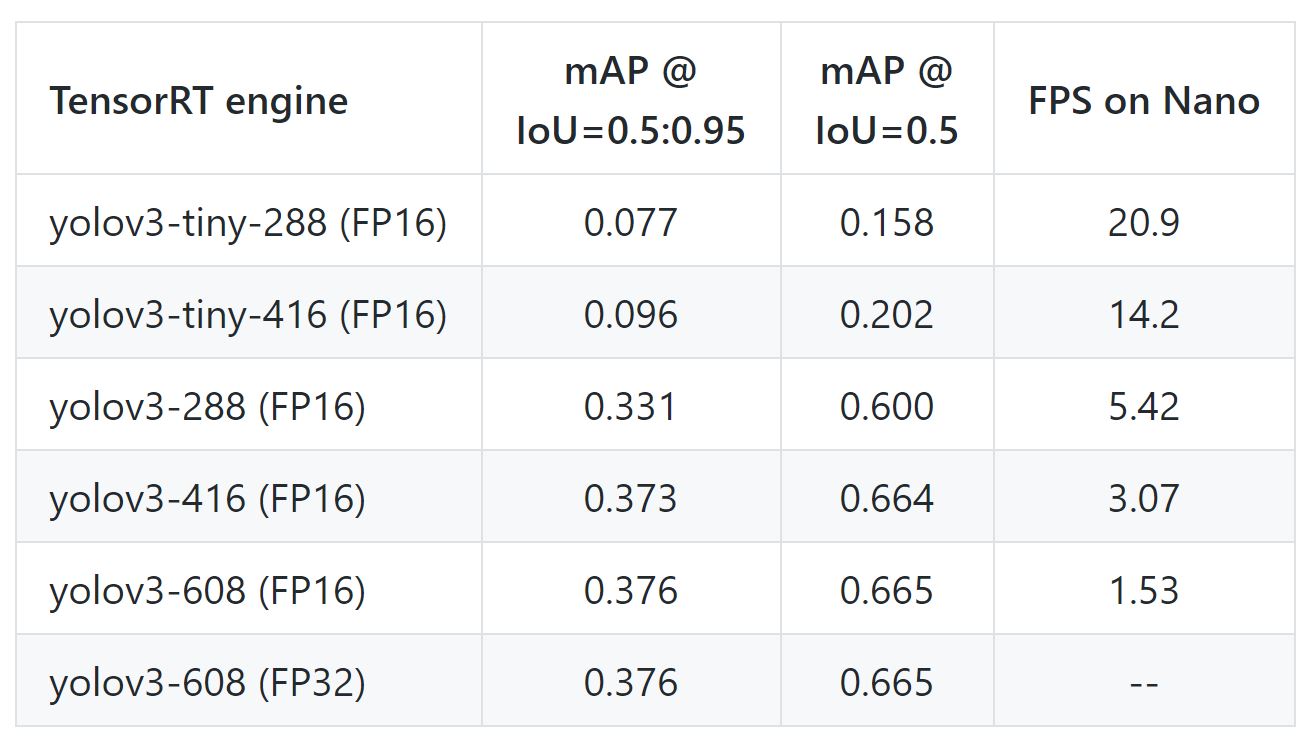 TensorRT engine mAP @ IoU=0.5:0.95 mAP @ IoU=0.5 FPS on Nano
yolov3-tiny-288 (FP16) 0.077 0.158 20.9
yolov3-tiny-416 (FP16) 0.096 0.202 14.2
yolov3-288 (FP16) 0.331 0.600 5.42
yolov3-416 (FP16) 0.373 0.664 3.07
yolov3-608 (FP16) 0.376 0.665 1.53
yolov3-608 (FP32) 0.376 0.665 --